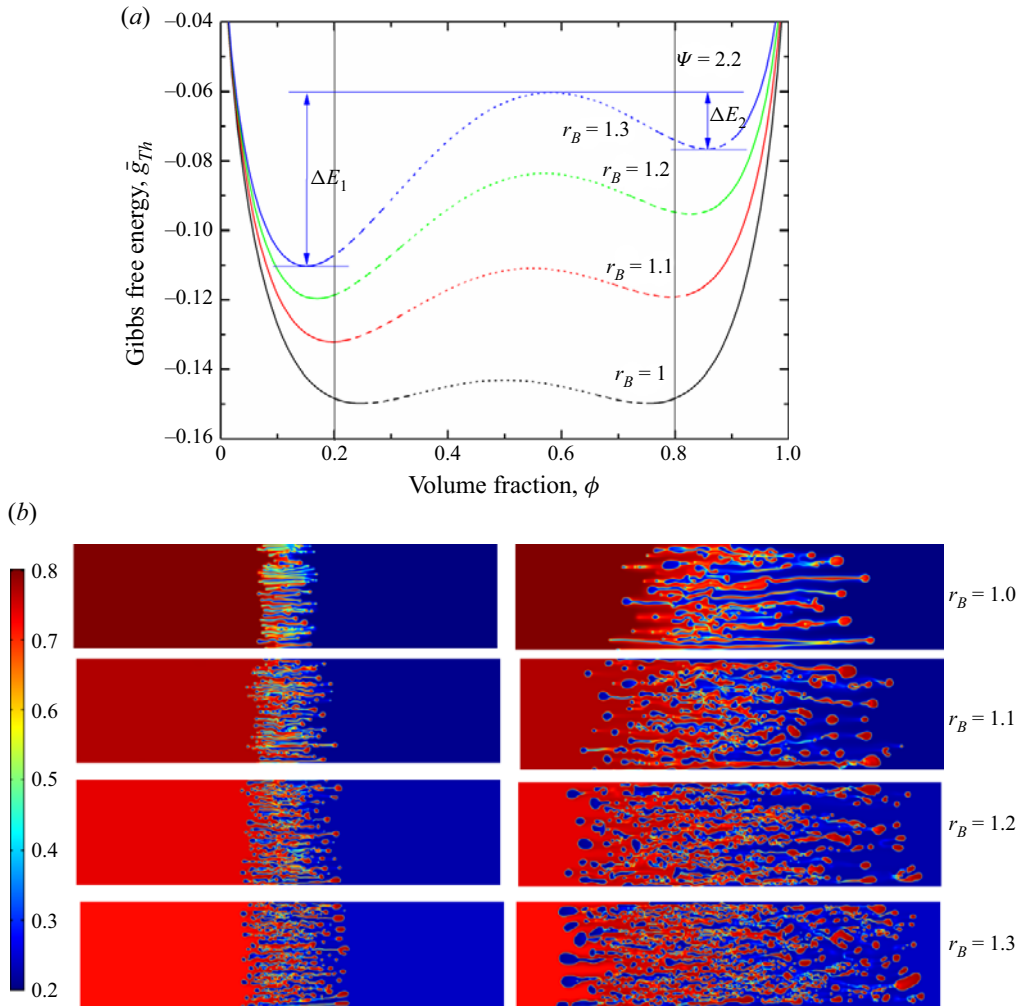 (a)
–0.04
–0.06
–0.08
–0.10
–0.12
–0.14
–0.16
Gibbs free energy, ḡ_Th
Ψ = 2.2
ΔE₂
r_B = 1.3
r_B = 1.2
ΔE₁
r_B = 1.1
r_B = 1
0 0.2 0.4 0.6 0.8 1.0
Volume fraction, ϕ
(b)
0.8
0.7
0.6
0.5
0.4
0.3
0.2
r_B = 1.0
r_B = 1.1
r_B = 1.2
r_B = 1.3